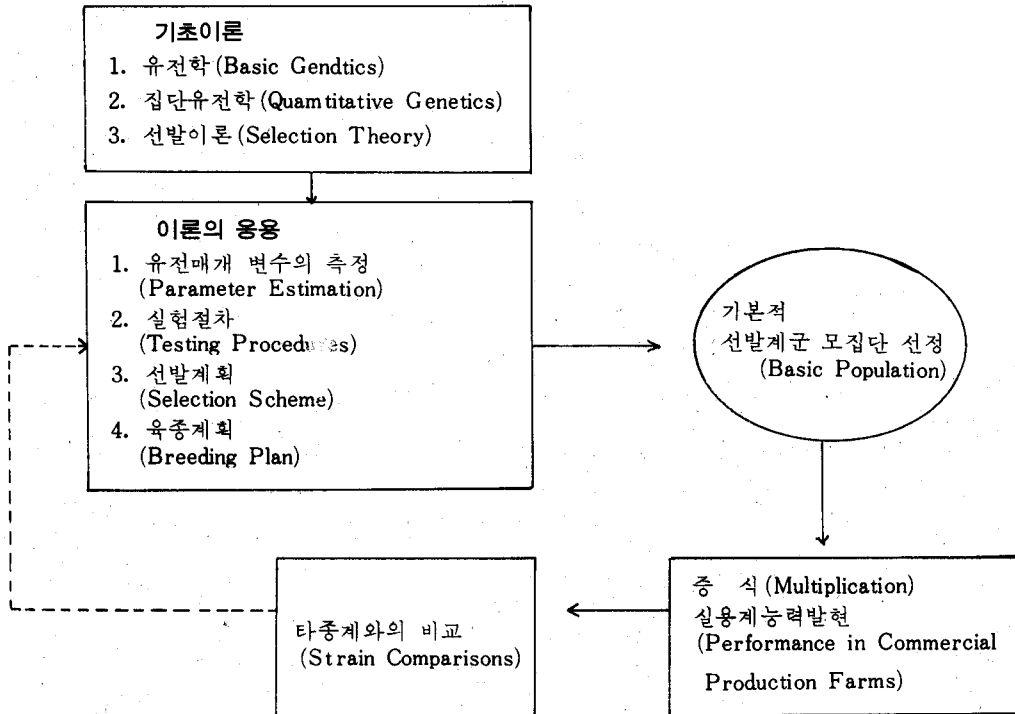 기초이론
1. 유전학 (Basic Gendtics)
2. 집단유전학 (Quamtitative Genetics)
3. 선발이론 (Selection Theory)
이론의 응용
1. 유전매개 변수의 측정
(Parameter Estimation)
2. 실험절차
(Testing Procedures)
3. 선발계획
(Selection Scheme)
4. 육종계획
(Breeding Plan)
기본적
선발계군 모집단 선정
(Basic Population)
증 식 (Multiplication)
실용계능력발현
(Performance in Commercial
Production Farms)
타종계와의 비교
(Strain Comparisons)